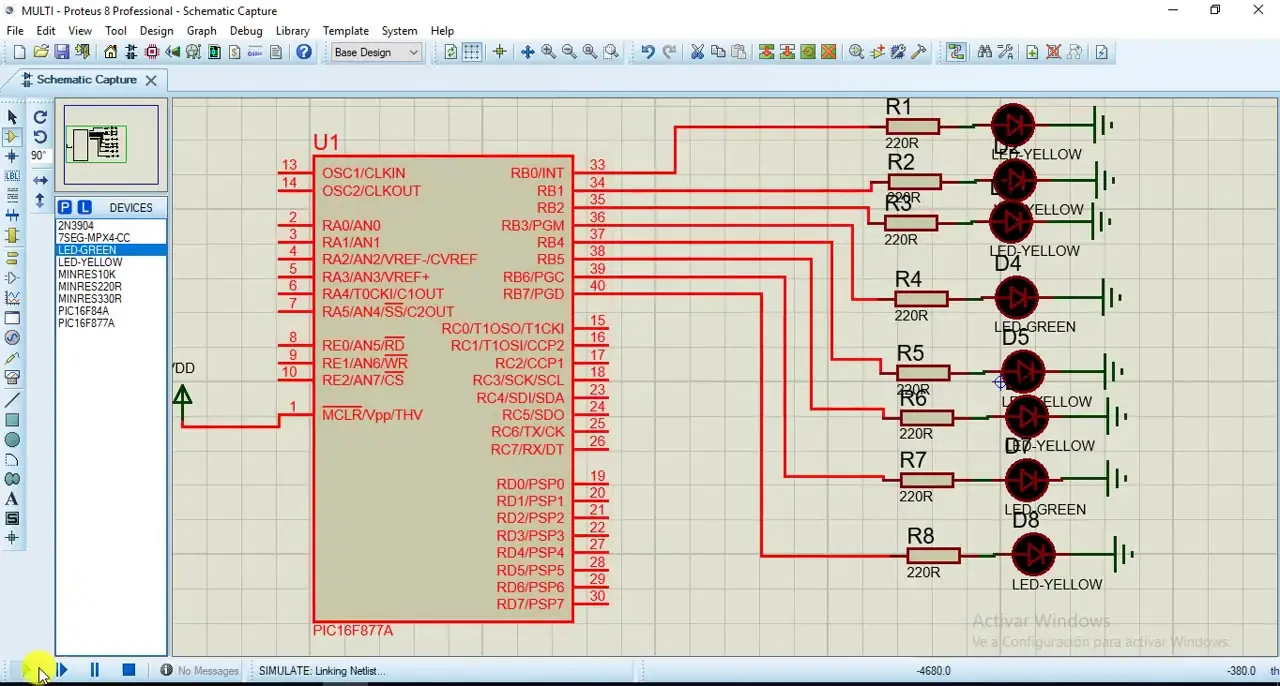 MULTI - Proteus 8 Professional - Schematic Capture
File Edit View Tool Design Graph Debug Library Template System Help
Base Design
Schematic Capture
90°
LBL
P L DEVICES
2N3904
7SEG-MPX4-CC
LED-GREEN
LED-YELLOW
MINRES10K
MINRES220R
MINRES330R
PIC16F84A
PIC16F877A
A
S
U1
13 OSC1/CLKIN
14 OSC2/CLKOUT
2 RA0/AN0
3 RA1/AN1
4 RA2/AN2/VREF-/CVREF
5 RA3/AN3/VREF+
6 RA4/T0CKI/C1OUT
7 RA5/AN4/SS/C2OUT
8 RE0/AN5/RD
9 RE1/AN6/WR
10 RE2/AN7/CS
1 MCLR/Vpp/THV
RB0/INT 33
RB1 34
RB2 35
RB3/PGM 36
RB4 37
RB5 38
RB6/PGC 39
RB7/PGD 40
RC0/T1OSO/T1CKI 15
RC1/T1OSI/CCP2 16
RC2/CCP1 17
RC3/SCK/SCL 18
RC4/SDI/SDA 23
RC5/SDO 24
RC6/TX/CK 25
RC7/RX/DT 26
RD0/PSP0 19
RD1/PSP1 20
RD2/PSP2 21
RD3/PSP3 22
RD4/PSP4 27
RD5/PSP5 28
RD6/PSP6 29
RD7/PSP7 30
PIC16F877A
R1
220R
LED-YELLOW
R2
220R
R3
220R
LED-YELLOW
D4
R4
220R
LED-GREEN
D5
R5
220R
R6
220R
R7
220R
LED-GREEN
D8
R8
220R
LED-YELLOW
Activar Windows
Ve a Configuración para activar Windows.
No Messages
SIMULATE: Linking Netlist...
-4680.0
-380.0
th